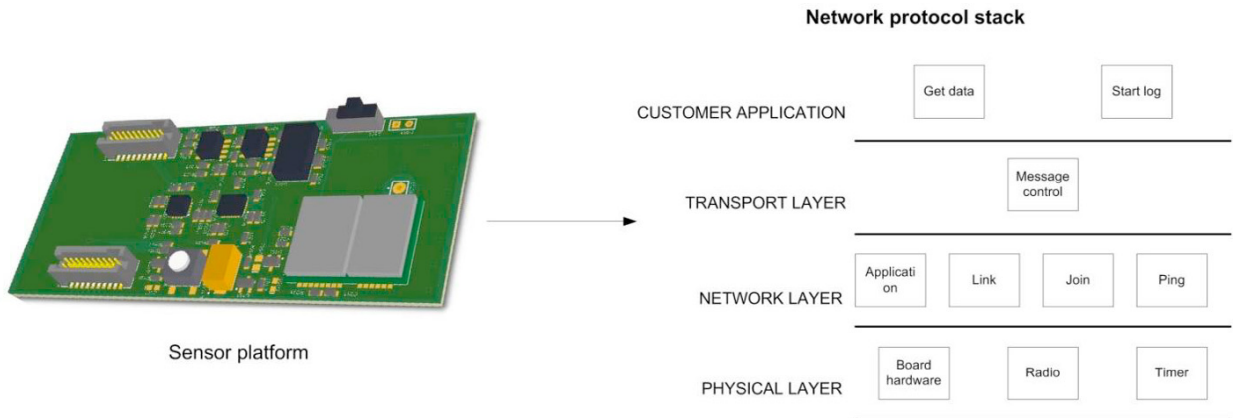 Network protocol stack
Get data
Start log
CUSTOMER APPLICATION
Message
control
TRANSPORT LAYER
Applicati
on
Link
Join
Ping
NETWORK LAYER
Board
hardware
Radio
Timer
PHYSICAL LAYER
Sensor platform